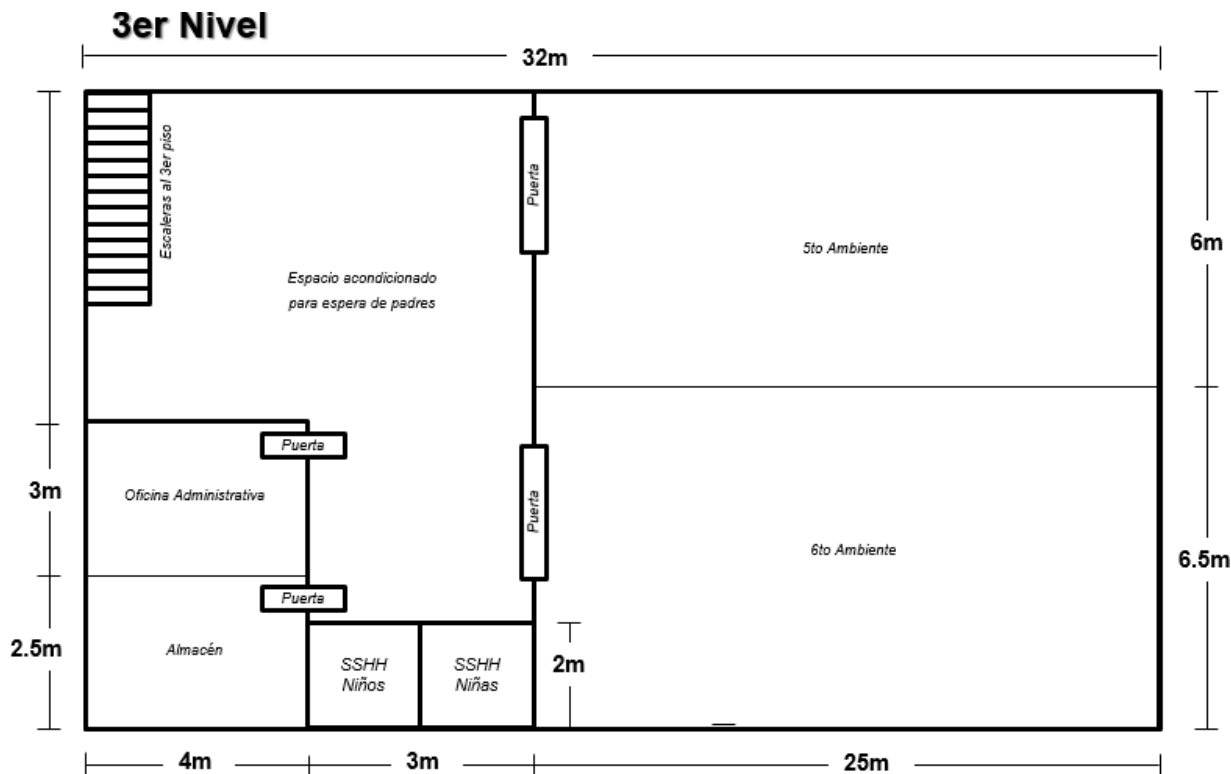 3er Nivel
32m
Escaleras al 3er piso
Puerta
5to Ambiente
6m
Espacio acondicionado
para espera de padres
Puerta
3m
Oficina Administrativa
Puerta
6to Ambiente
6.5m
Puerta
2.5m
Almacén
SSHH
Niños
SSHH
Niñas
2m
4m
3m
25m